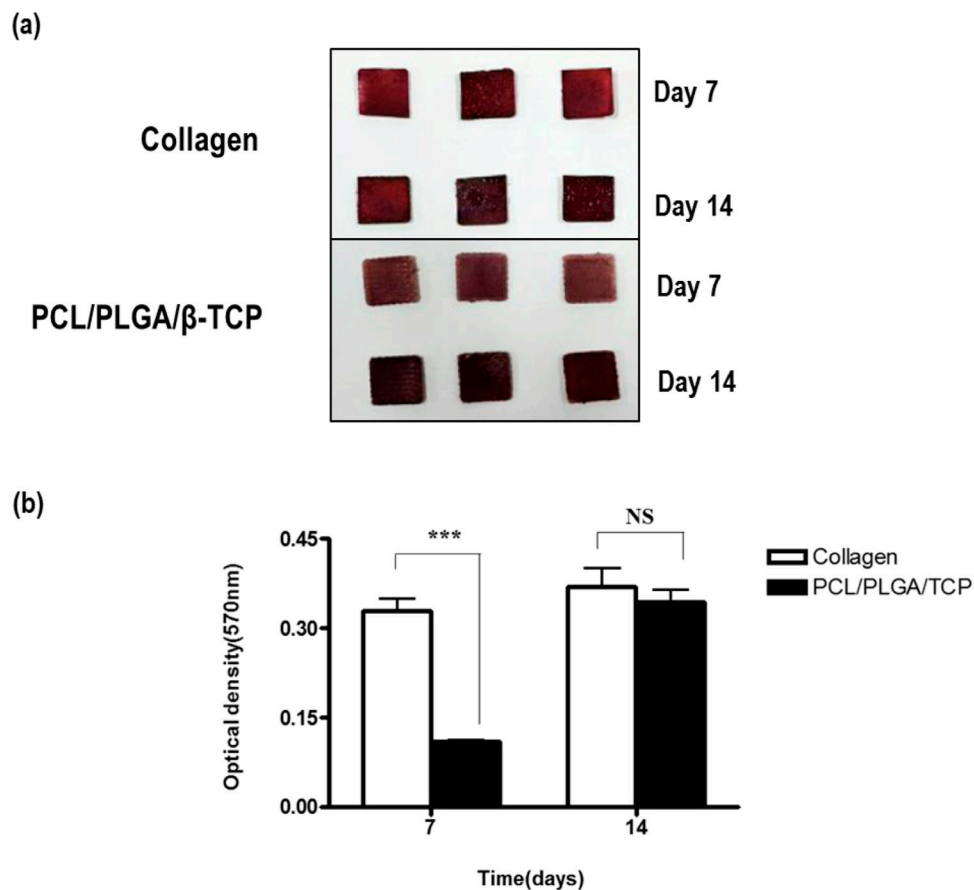 (a)
Collagen
Day 7
Day 14
PCL/PLGA/β-TCP
Day 7
Day 14
(b)
Optical density(570nm)
0.45
0.30
0.15
0.00
***
NS
Collagen
PCL/PLGA/TCP
7
14
Time(days)